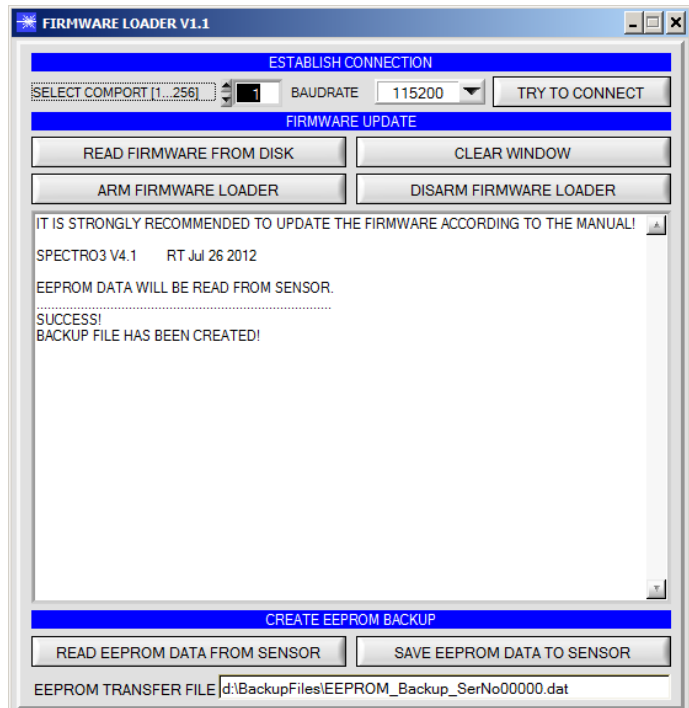 FIRMWARE LOADER V1.1
ESTABLISH CONNECTION
SELECT COMPORT [1...256] 1 BAUDRATE 115200 TRY TO CONNECT
FIRMWARE UPDATE
READ FIRMWARE FROM DISK CLEAR WINDOW
ARM FIRMWARE LOADER DISARM FIRMWARE LOADER
IT IS STRONGLY RECOMMENDED TO UPDATE THE FIRMWARE ACCORDING TO THE MANUAL!
SPECTRO3 V4.1 RT Jul 26 2012
EEPROM DATA WILL BE READ FROM SENSOR.
................................................................................
SUCCESS!
BACKUP FILE HAS BEEN CREATED!
CREATE EEPROM BACKUP
READ EEPROM DATA FROM SENSOR SAVE EEPROM DATA TO SENSOR
EEPROM TRANSFER FILE d:\BackupFiles\EEPROM_Backup_SerNo00000.dat